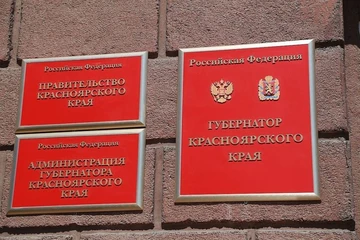 Российская Федерация
ПРАВИТЕЛЬСТВО
КРАСНОЯРСКОГО
КРАЯ
Российская Федерация
АДМИНИСТРАЦИЯ
ГУБЕРНАТОРА
КРАСНОЯРСКОГО
КРАЯ
Российская Федерация
ГУБЕРНАТОР
КРАСНОЯРСКОГО
КРАЯ